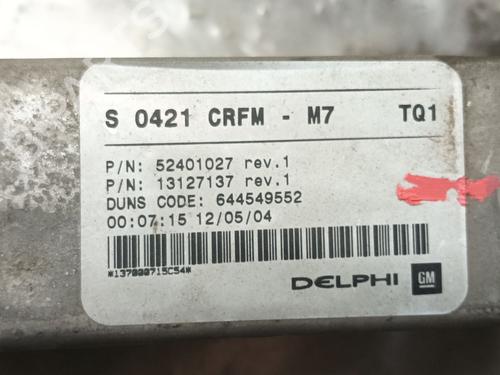 S 0421 CRFM - M7 TQ1
P/N: 52401027 rev.1
P/N: 13127137 rev.1
DUNS CODE: 644549552
00:07:15 12/05/04
*137000715C54*
DELPHI GM